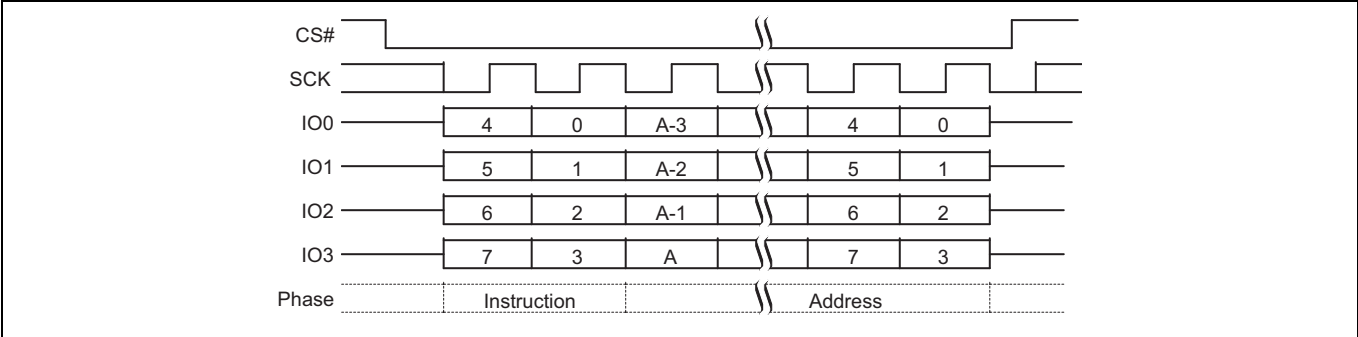 CS#
SCK
IO0 4 0 A-3 4 0
IO1 5 1 A-2 5 1
IO2 6 2 A-1 6 2
IO3 7 3 A 7 3
Phase Instruction Address